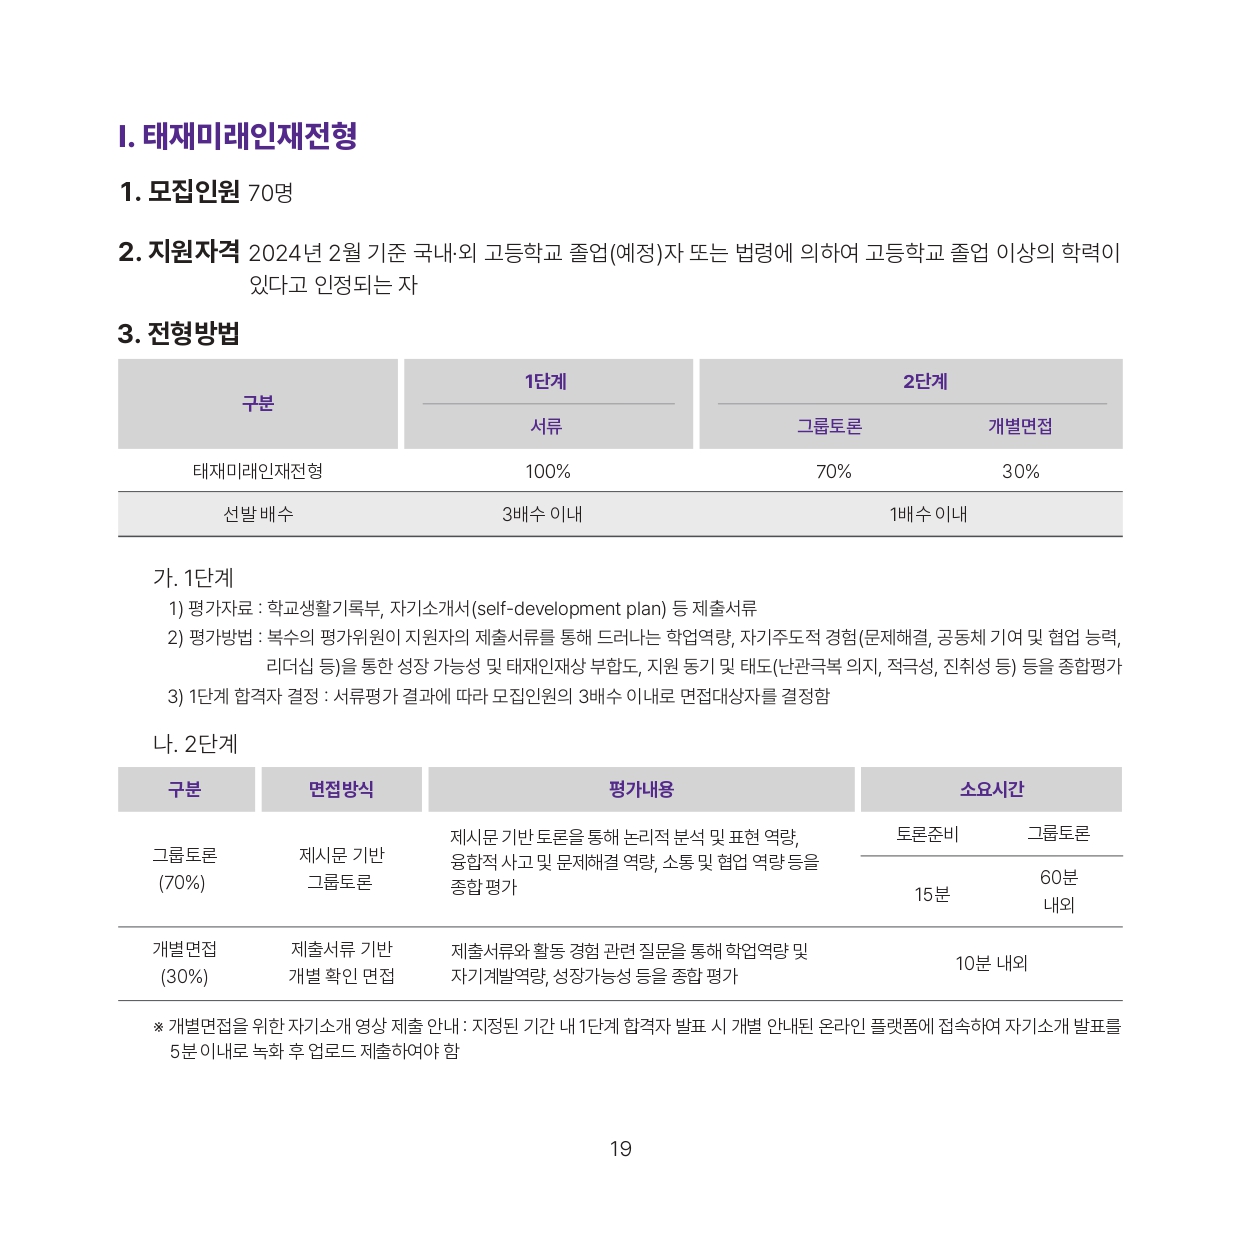 I. 태재미래인재전형
1. 모집인원 70명
2. 지원자격 2024년 2월 기준 국내·외 고등학교 졸업(예정)자 또는 법령에 의하여 고등학교 졸업 이상의 학력이
있다고 인정되는 자
3. 전형방법
구분 1단계 2단계
서류 그룹토론 개별면접
태재미래인재전형 100% 70% 30%
선발 배수 3배수 이내 1배수 이내
가. 1단계
1) 평가자료 : 학교생활기록부, 자기소개서(self-development plan) 등 제출서류
2) 평가방법 : 복수의 평가위원이 지원자의 제출서류를 통해 드러나는 학업역량, 자기주도적 경험(문제해결, 공동체 기여 및 협업 능력,
리더십 등)을 통한 성장 가능성 및 태재인재상 부합도, 지원 동기 및 태도(난관극복 의지, 적극성, 진취성 등) 등을 종합평가
3) 1단계 합격자 결정 : 서류평가 결과에 따라 모집인원의 3배수 이내로 면접대상자를 결정함
나. 2단계
구분 면접방식 평가내용 소요시간
그룹토론
(70%)
제시문 기반
그룹토론
제시문 기반 토론을 통해 논리적 분석 및 표현 역량,
융합적 사고 및 문제해결 역량, 소통 및 협업 역량 등을
종합 평가
토론준비 그룹토론
15분 60분
내외
개별면접
(30%)
제출서류 기반
개별 확인 면접
제출서류와 활동 경험 관련 질문을 통해 학업역량 및
자기계발역량, 성장가능성 등을 종합 평가
10분 내외
※ 개별면접을 위한 자기소개 영상 제출 안내 : 지정된 기간 내 1단계 합격자 발표 시 개별 안내된 온라인 플랫폼에 접속하여 자기소개 발표를
5분 이내로 녹화 후 업로드 제출하여야 함
19